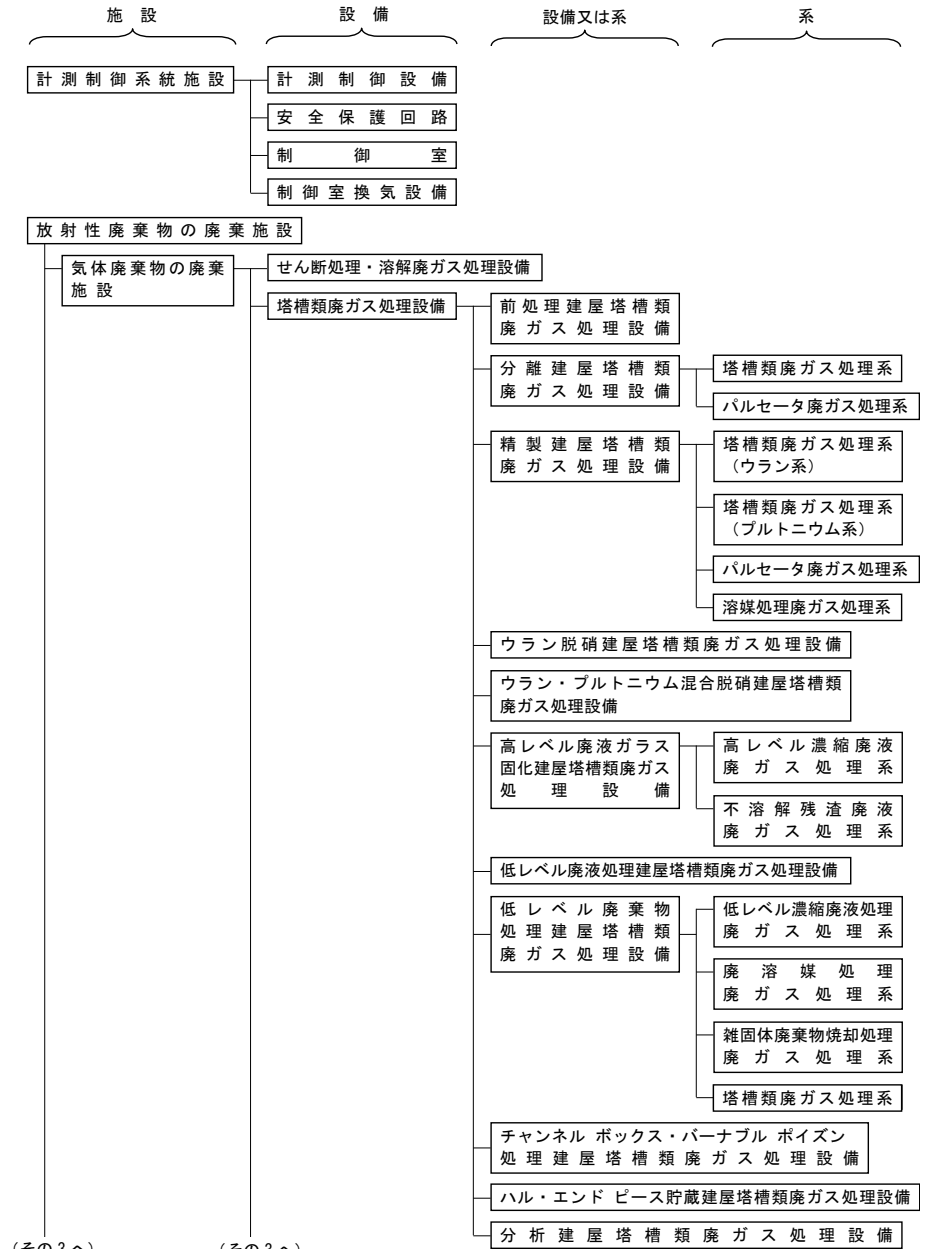 施設
設備
設備又は系
系
計測制御系統施設
計測制御設備
安全保護回路
制御室
制御室換気設備
放射性廃棄物の廃棄施設
気体廃棄物の廃棄
施設
せん断処理・溶解廃ガス処理設備
塔槽類廃ガス処理設備
前処理建屋塔槽類
廃ガス処理設備
分離建屋塔槽類
廃ガス処理設備
塔槽類廃ガス処理系
パルセータ廃ガス処理系
精製建屋塔槽類
廃ガス処理設備
塔槽類廃ガス処理系
(ウラン系)
塔槽類廃ガス処理系
(プルトニウム系)
パルセータ廃ガス処理系
溶媒処理廃ガス処理系
ウラン脱硝建屋塔槽類廃ガス処理設備
ウラン・プルトニウム混合脱硝建屋塔槽類
廃ガス処理設備
高レベル廃液ガラス
固化建屋塔槽類廃ガス
処理設備
高レベル濃縮廃液
廃ガス処理系
不溶解残渣廃液
廃ガス処理系
低レベル廃液処理建屋塔槽類廃ガス処理設備
低レベル廃棄物
処理建屋塔槽類
廃ガス処理設備
低レベル濃縮廃液処理
廃ガス処理系
廃溶媒処理
廃ガス処理系
雑固体廃棄物焼却処理
廃ガス処理系
塔槽類廃ガス処理系
チャンネル ボックス・バーナブル ポイズン
処理建屋塔槽類廃ガス処理設備
ハル・エンド ピース貯蔵建屋塔槽類廃ガス処理設備
分析建屋塔槽類廃ガス処理設備